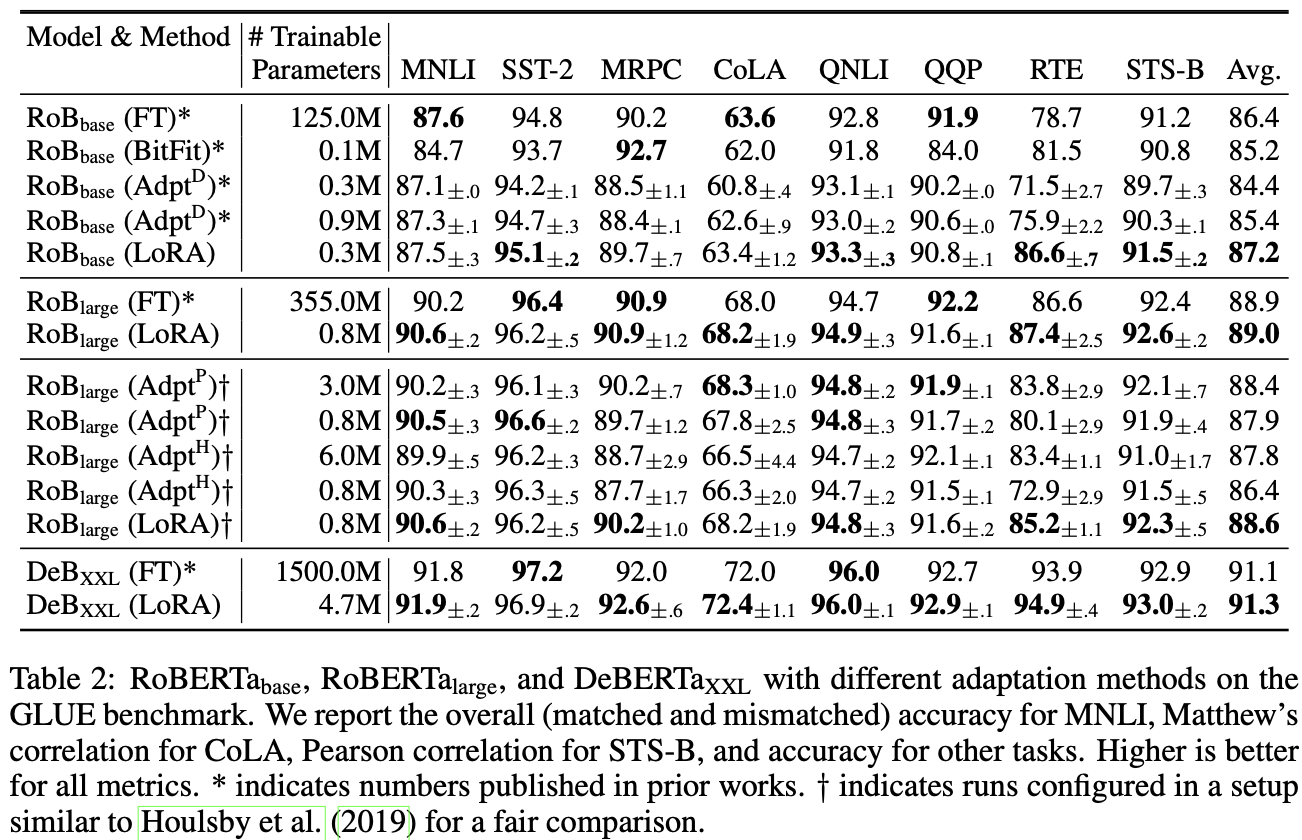 Model & Method # Trainable
Parameters MNLI SST-2 MRPC CoLA QNLI QQP RTE STS-B Avg.
RoBbase (FT)* 125.0M 87.6 94.8 90.2 63.6 92.8 91.9 78.7 91.2 86.4
RoBbase (BitFit)* 0.1M 84.7 93.7 92.7 62.0 91.8 84.0 81.5 90.8 85.2
RoBbase (AdptD)* 0.3M 87.1±.0 94.2±.1 88.5±1.1 60.8±.4 93.1±.1 90.2±.0 71.5±2.7 89.7±.3 84.4
RoBbase (AdptD)* 0.9M 87.3±.1 94.7±.3 88.4±.1 62.6±.9 93.0±.2 90.6±.0 75.9±2.2 90.3±.1 85.4
RoBbase (LoRA) 0.3M 87.5±.3 95.1±.2 89.7±.7 63.4±1.2 93.3±.3 90.8±.1 86.6±.7 91.5±.2 87.2
RoBlarge (FT)* 355.0M 90.2 96.4 90.9 68.0 94.7 92.2 86.6 92.4 88.9
RoBlarge (LoRA) 0.8M 90.6±.2 96.2±.5 90.9±1.2 68.2±1.9 94.9±.3 91.6±.1 87.4±2.5 92.6±.2 89.0
RoBlarge (AdptP)† 3.0M 90.2±.3 96.1±.3 90.2±.7 68.3±1.0 94.8±.2 91.9±.1 83.8±2.9 92.1±.7 88.4
RoBlarge (AdptP)† 0.8M 90.5±.3 96.6±.2 89.7±1.2 67.8±2.5 94.8±.3 91.7±.2 80.1±2.9 91.9±.4 87.9
RoBlarge (AdptH)† 6.0M 89.9±.5 96.2±.3 88.7±2.9 66.5±4.4 94.7±.2 92.1±.1 83.4±1.1 91.0±1.7 87.8
RoBlarge (AdptH)† 0.8M 90.3±.3 96.3±.5 87.7±1.7 66.3±2.0 94.7±.2 91.5±.1 72.9±2.9 91.5±.5 86.4
RoBlarge (LoRA)† 0.8M 90.6±.2 96.2±.5 90.2±1.0 68.2±1.9 94.8±.3 91.6±.2 85.2±1.1 92.3±.5 88.6
DeBXXL (FT)* 1500.0M 91.8 97.2 92.0 72.0 96.0 92.7 93.9 92.9 91.1
DeBXXL (LoRA) 4.7M 91.9±.2 96.9±.2 92.6±.6 72.4±1.1 96.0±.1 92.9±.1 94.9±.4 93.0±.2 91.3
Table 2: RoBERTabase, RoBERTalarge, and DeBERTaXXL with different adaptation methods on the
GLUE benchmark. We report the overall (matched and mismatched) accuracy for MNLI, Matthew's
correlation for CoLA, Pearson correlation for STS-B, and accuracy for other tasks. Higher is better
for all metrics. * indicates numbers published in prior works. † indicates runs configured in a setup
similar to Houlsby et al. (2019) for a fair comparison.